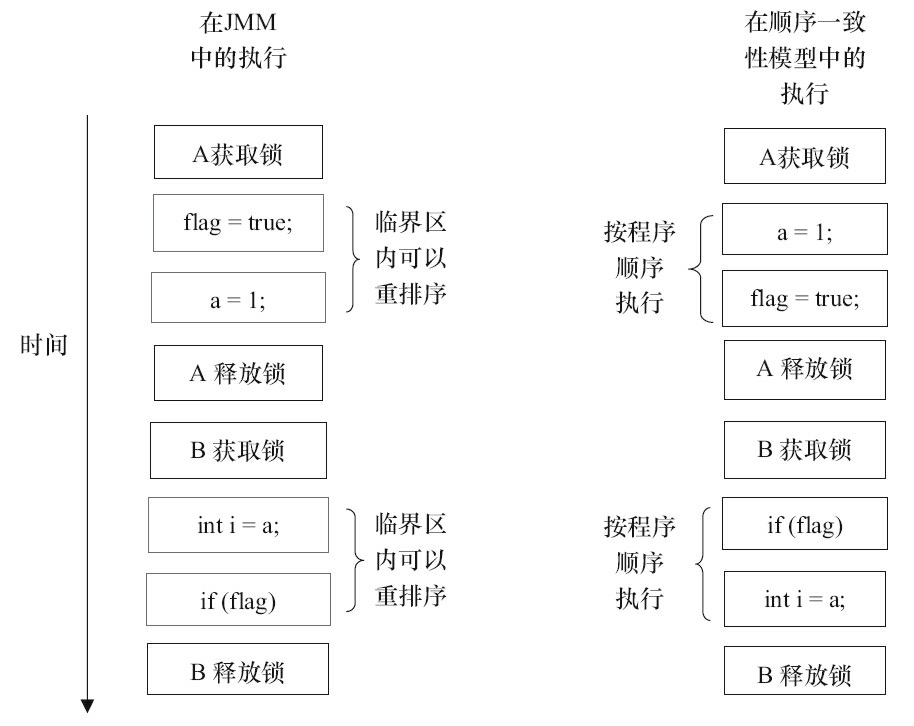 在JMM
中的执行
在顺序一致
性模型中的
执行
时间
A获取锁
flag = true;
a = 1;
临界区
内可以
重排序
A 释放锁
B 获取锁
int i = a;
if (flag)
临界区
内可以
重排序
B 释放锁
A获取锁
按程序
顺序
执行
a = 1;
flag = true;
A 释放锁
B 获取锁
按程序
顺序
执行
if (flag)
int i = a;
B 释放锁